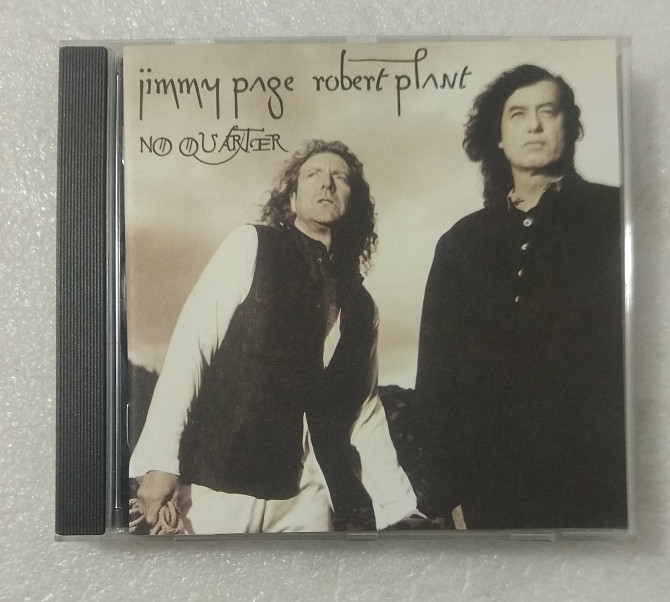 jimmy page robert plant
NO QUARTER